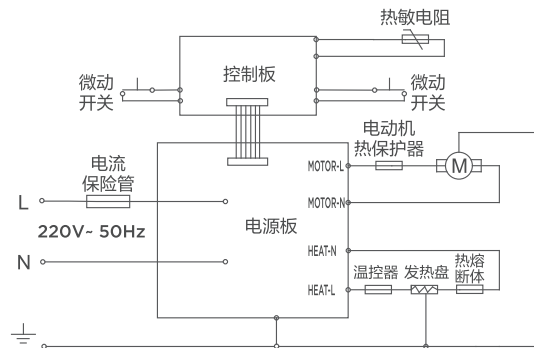 热敏电阻
控制板
微动
开关
微动
开关
电动机
热保护器
电流
保险管
MOTOR-L
M
L
MOTOR-N
220V~ 50Hz
电源板
HEAT-N
N
温控器 发热盘 热熔
断体
HEAT-L